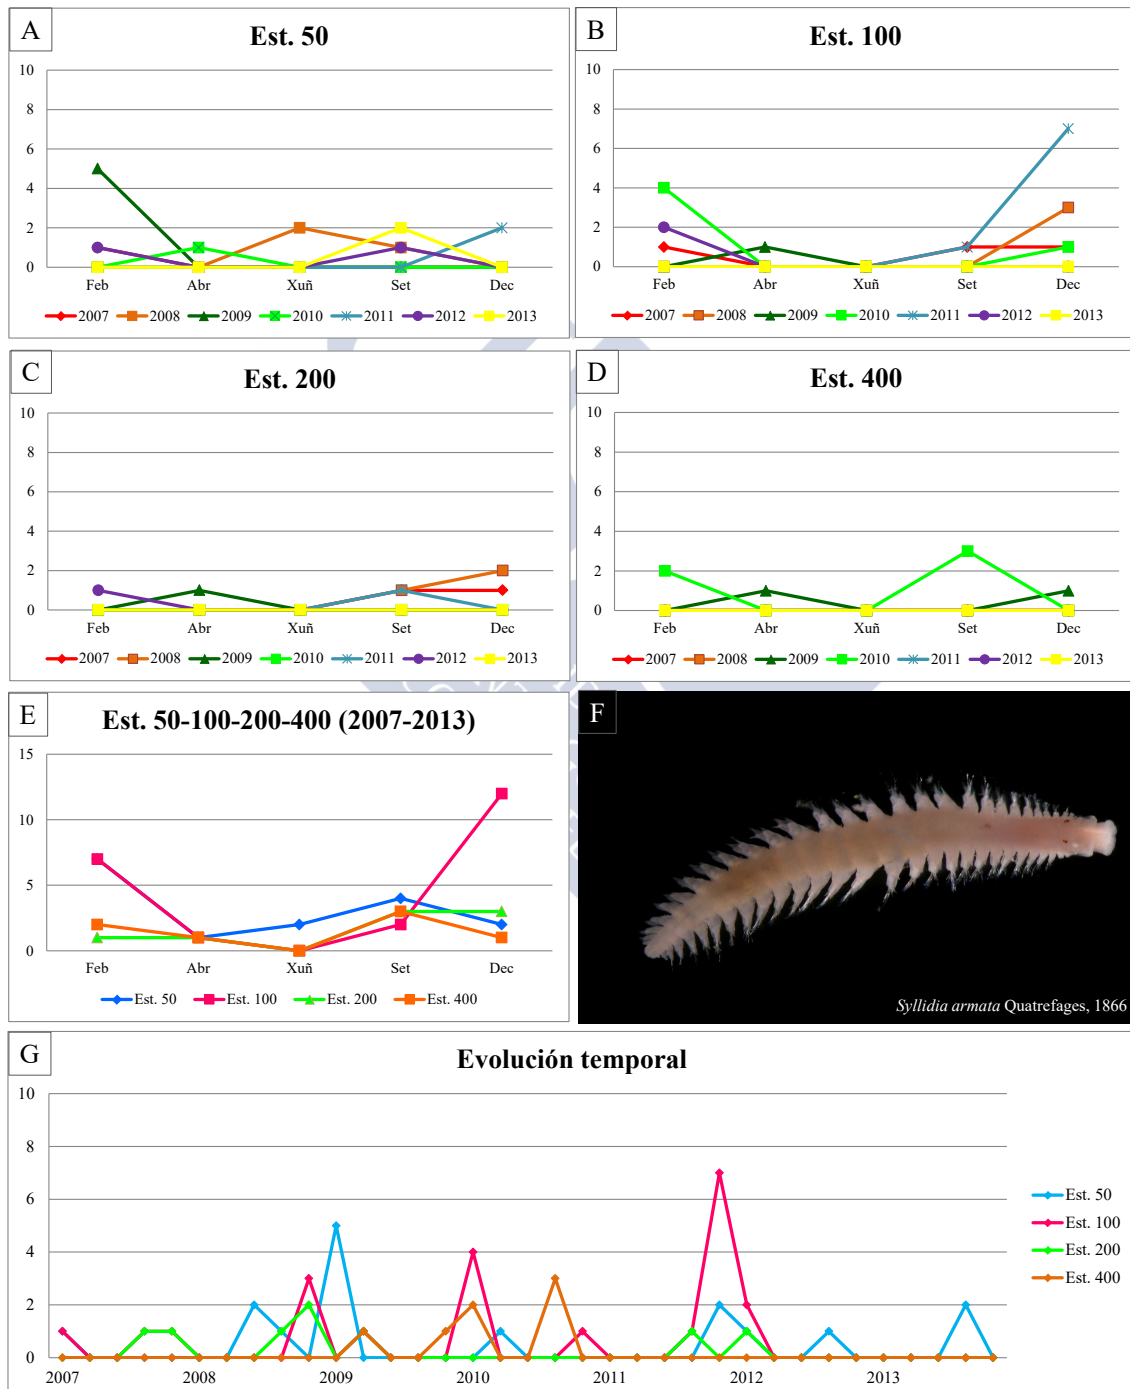 A
Est. 50
10
8
6
4
2
0
Feb Abr Xuñ Set Dec
2007 2008 2009 2010 2011 2012 2013
B
Est. 100
10
8
6
4
2
0
Feb Abr Xuñ Set Dec
2007 2008 2009 2010 2011 2012 2013
C
Est. 200
10
8
6
4
2
0
Feb Abr Xuñ Set Dec
2007 2008 2009 2010 2011 2012 2013
D
Est. 400
10
8
6
4
2
0
Feb Abr Xuñ Set Dec
2007 2008 2009 2010 2011 2012 2013
E
Est. 50-100-200-400 (2007-2013)
15
10
5
0
Feb Abr Xuñ Set Dec
Est. 50 Est. 100 Est. 200 Est. 400
F
Syllidia armata Quatrefages, 1866
G
Evolución temporal
10
8
6
4
2
0
2007 2008 2009 2010 2011 2012 2013
Est. 50
Est. 100
Est. 200
Est. 400